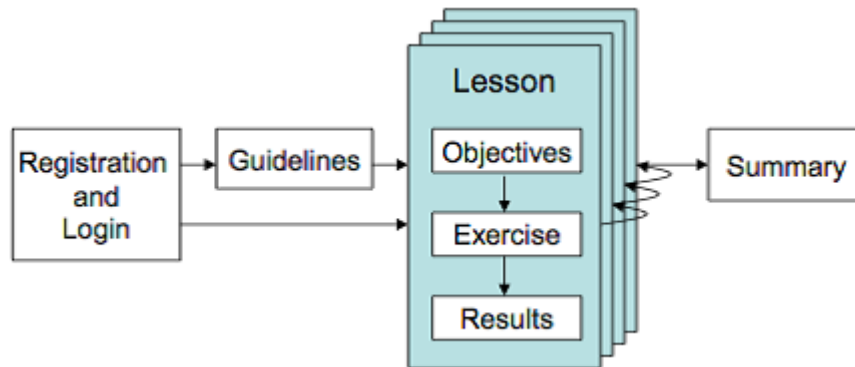 Registration
and
Login
Guidelines
Lesson
Objectives
Exercise
Results
Summary